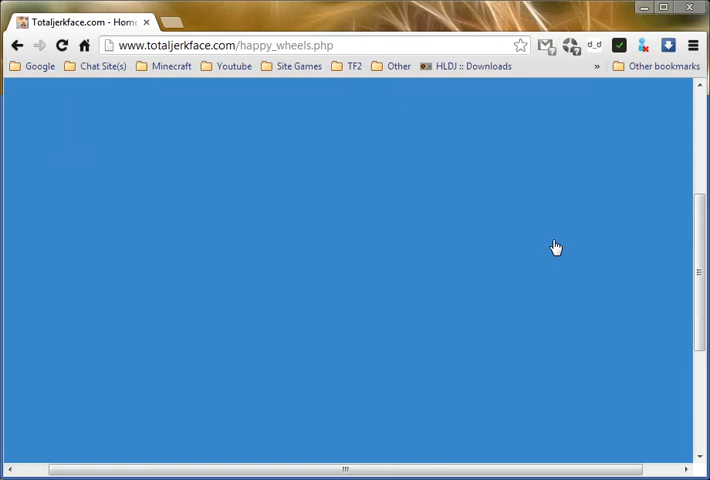 Totaljerkface.com - Home
www.totaljerkface.com/happy_wheels.php
Google Chat Site(s) Minecraft Youtube Site Games TF2 Other HLDJ :: Downloads » Other bookmarks